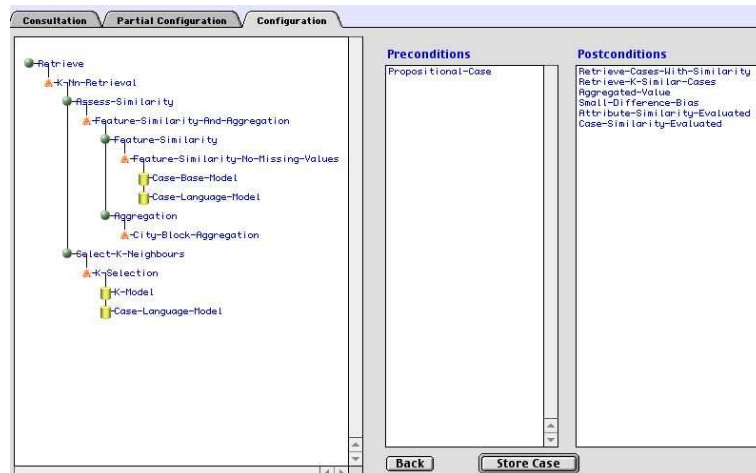 Consultation Partial Configuration Configuration
Retrieve
K-Nn-Retrieval
Assess-Similarity
Feature-Similarity-And-Aggregation
Feature-Similarity
Feature-Similarity-No-Missing-Values
Case-Base-Model
Case-Language-Model
Aggregation
City-Block-Aggregation
Select-K-Neighbours
K-Selection
K-Model
Case-Language-Model
Preconditions
Propositional-Case
Postconditions
Retrieve-Cases-With-Similarity
Retrieve-K-Similar-Cases
Aggregated-Value
Small-Difference-Bias
Attribute-Similarity-Evaluated
Case-Similarity-Evaluated
Back Store Case